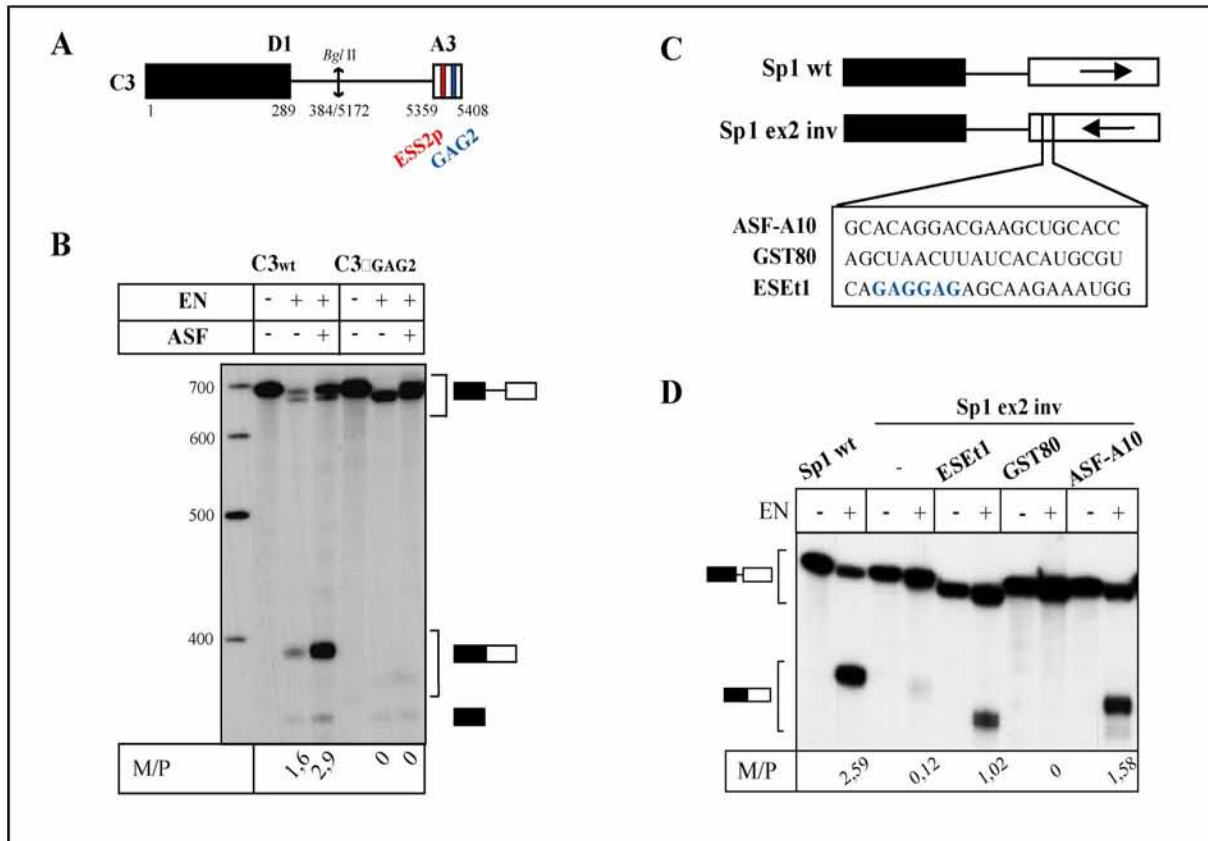 A
D1
Bgl II
A3
C3
1
289
384/5172
5359
5408
ESS2p
GAG2
B
C3wt
C3□GAG2
EN
- + + - + +
ASF
- - + - - +
700
600
500
400
M/P
1,6
2,9
0
0
C
Sp1 wt
Sp1 ex2 inv
ASF-A10
GCACAGGACGAAGCUGCACC
GST80
AGCUAACUUAUCACAUGCGU
ESEt1
CAGAGGAGAGCAAGAAAUGG
D
Sp1 ex2 inv
Sp1 wt
-
ESEt1
GST80
ASF-A10
EN
- + - + - + - + - +
M/P
2,59
0,12
1,02
0
1,58